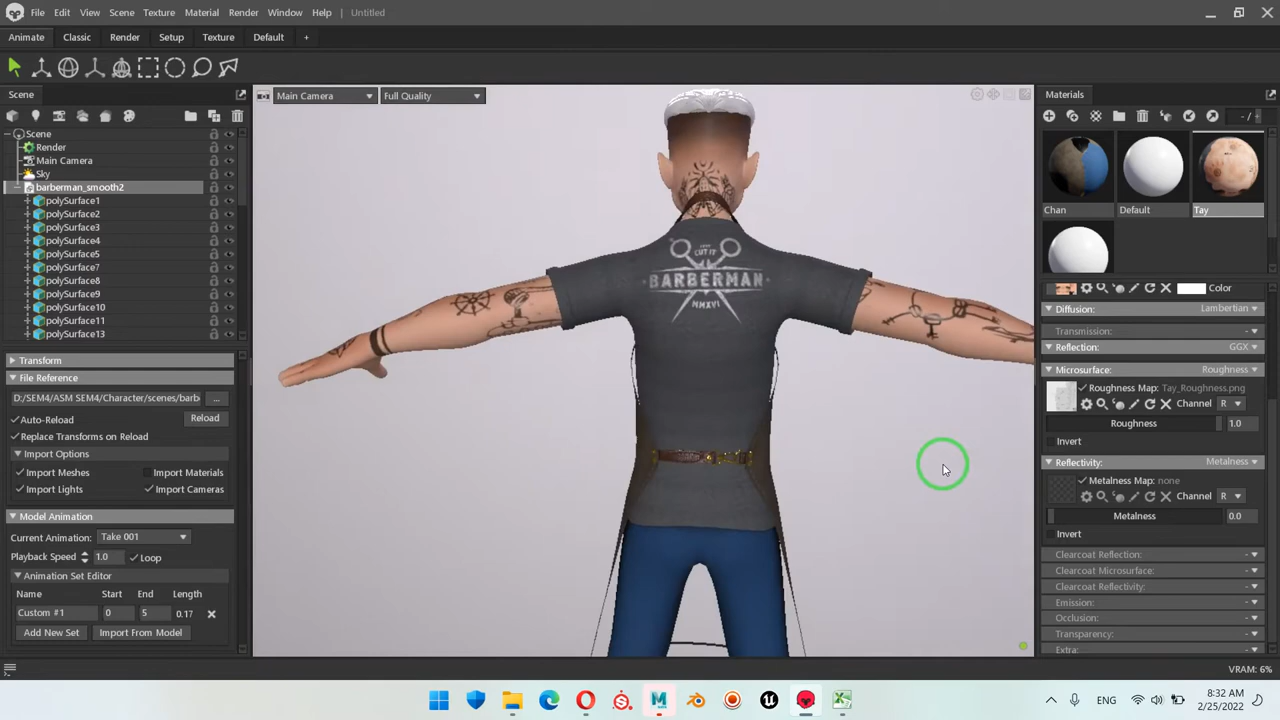 File Edit View Scene Texture Material Render Window Help Untitled
Animate Classic Render Setup Texture Default +
Scene
Main Camera Full Quality
Materials
Scene
Render
Main Camera
Sky
barberman_smooth2
polySurface1
polySurface2
polySurface3
polySurface4
polySurface5
polySurface7
polySurface8
polySurface9
polySurface10
polySurface11
polySurface13
Transform
File Reference
D:/SEM4/ASM SEM4/Character/scenes/barb ...
Auto-Reload Reload
Replace Transforms on Reload
Import Options
Import Meshes Import Materials
Import Lights Import Cameras
Model Animation
Current Animation: Take 001
Playback Speed 1.0 Loop
Animation Set Editor
Name Start End Length
Custom #1 0 5 0.17
Add New Set Import From Model
CUT IT
BARBERMAN
MMXVI
- /
Chan Default Tay
Color
Diffusion: Lambertian
Transmission:
Reflection: GGX
Microsurface: Roughness
Roughness Map: Tay_Roughness.png
Channel R
Roughness 1.0
Invert
Reflectivity: Metalness
Metalness Map: none
Channel R
Metalness 0.0
Invert
Clearcoat Reflection:
Clearcoat Microsurface:
Clearcoat Reflectivity:
Emission:
Occlusion:
Transparency:
Extra:
VRAM: 6%
ENG
8:32 AM
2/25/2022